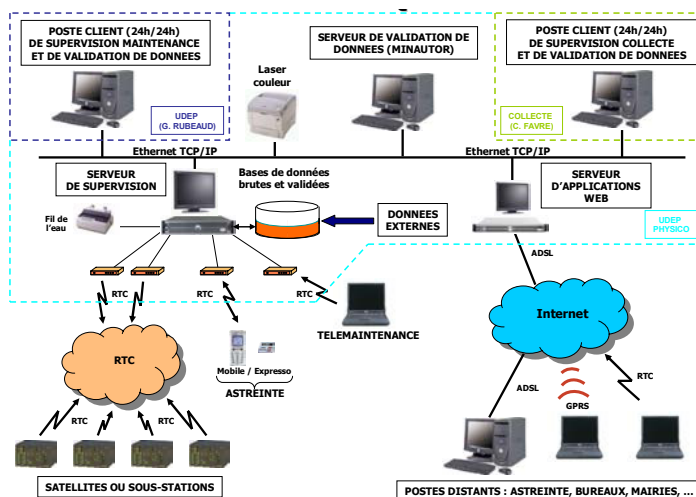 POSTE CLIENT (24h/24h)
DE SUPERVISION MAINTENANCE
ET DE VALIDATION DE DONNEES
SERVEUR DE VALIDATION DE
DONNEES (MINAUTOR)
POSTE CLIENT (24h/24h)
DE SUPERVISION COLLECTE
ET DE VALIDATION DE DONNEES
Laser
couleur
UDEP
(G. RUBEAUD)
COLLECTE
(C. FAVRE)
Ethernet TCP/IP
Ethernet TCP/IP
SERVEUR
DE SUPERVISION
Bases de données
brutes et validées
SERVEUR
D'APPLICATIONS
WEB
Fil de
l'eau
DONNEES
EXTERNES
UDEP
PHYSICO
ADSL
RTC
RTC
RTC
RTC
TELEMAINTENANCE
Internet
RTC
Mobile / Expresso
ASTREINTE
ADSL
GPRS
RTC
RTC
RTC
SATELLITES OU SOUS-STATIONS
POSTES DISTANTS : ASTREINTE, BUREAUX, MAIRIES, ...